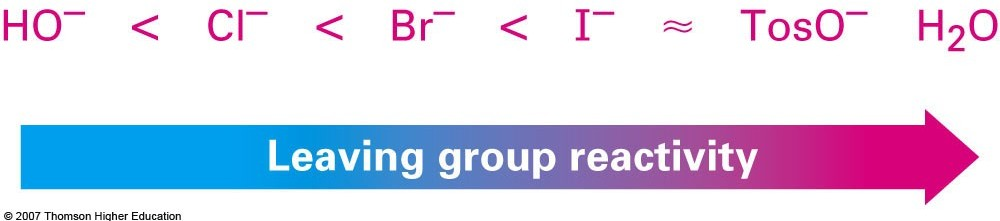 HO⁻ < Cl⁻ < Br⁻ < I⁻ ≈ TosO⁻ H₂O
Leaving group reactivity
© 2007 Thomson Higher Education